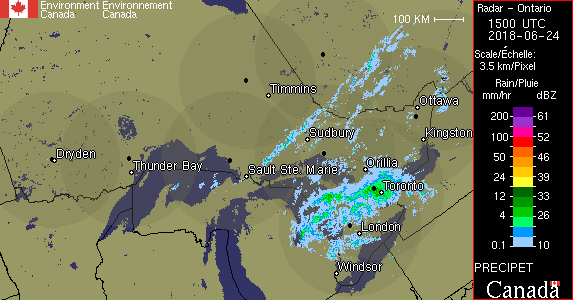 Environment Environnement
Canada Canada
100 KM
Timmins
Ottawa
Sudbury
Kingston
Dryden
Thunder Bay
Sault Ste. Marie
Orillia
Toronto
London
Windsor
Radar - Ontario
1500 UTC
2018-06-24
Scale/Échelle:
3.5 km/Pixel
Rain/Pluie
mm/hr dBZ
200 61
100 52
50 46
24 39
12 33
4 26
0.1 10
PRECIPET
Canada